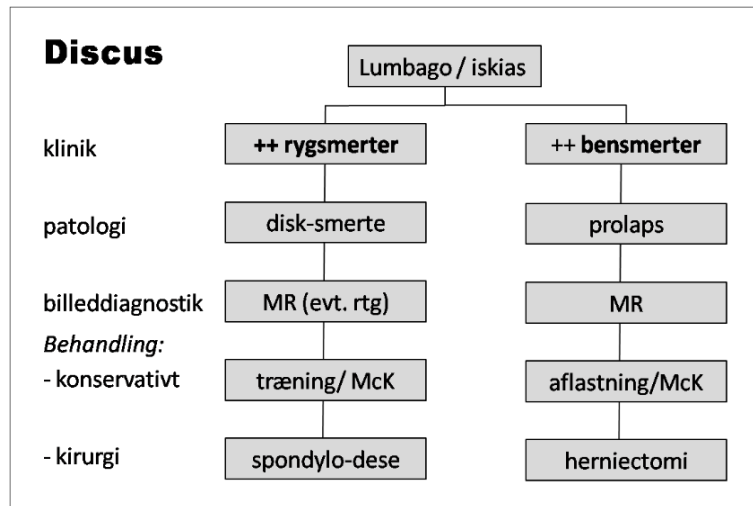 Discus
Lumbago / iskias
klinik
++ rygsmerter
++ bensmerter
patologi
disk-smerte
prolaps
billeddiagnostik
MR (evt. rtg)
MR
Behandling:
- konservativt
træning/ McK
aflastning/McK
- kirurgi
spondylo-dese
herniectomi